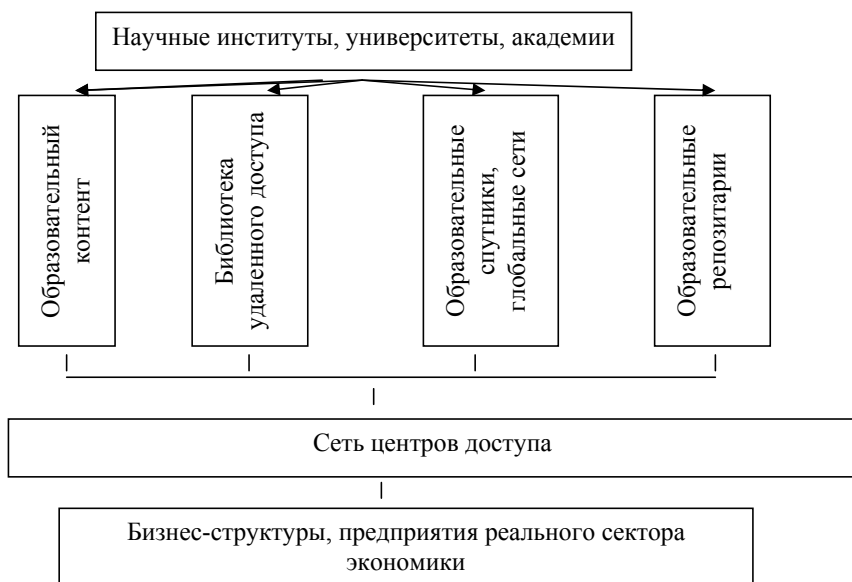 Научные институты, университеты, академии
Образовательный
контент
Библиотека
удаленного доступа
Образовательные
спутники,
глобальные сети
Образовательные
репозитарии
Сеть центров доступа
Бизнес-структуры, предприятия реального сектора
экономики